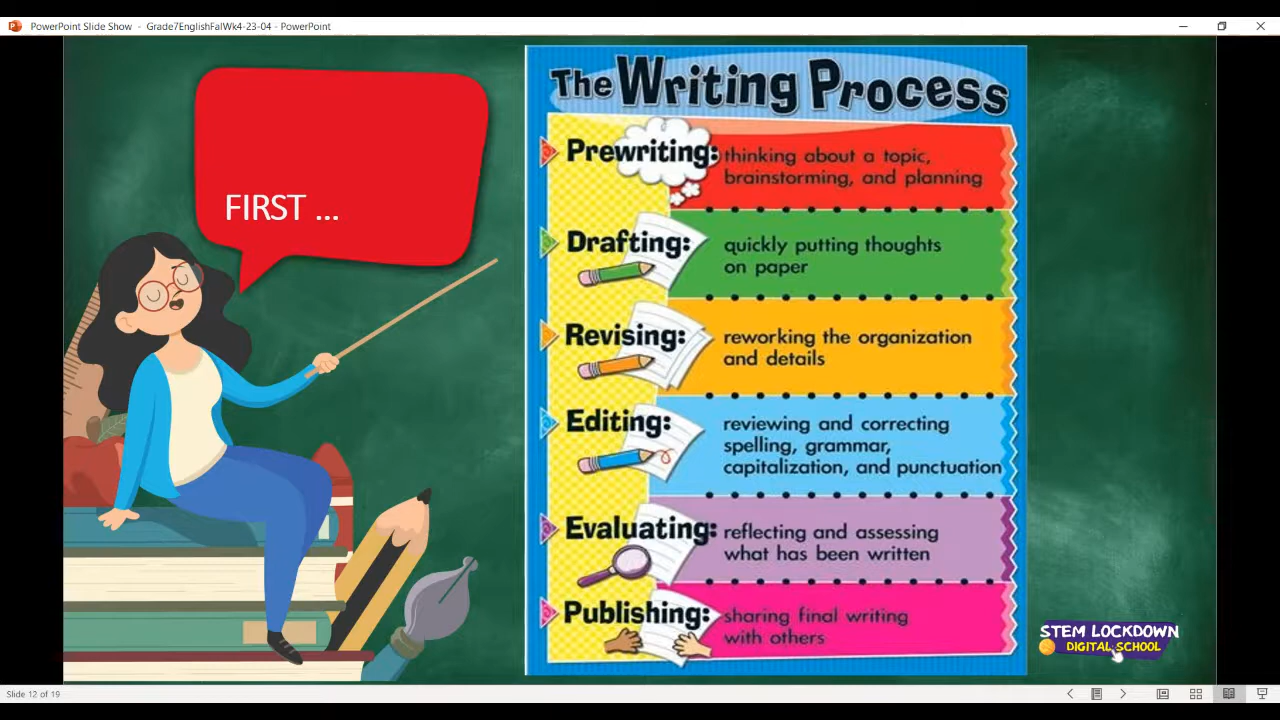 PowerPoint Slide Show - Grade7EnglishFalWk4-23-04 - PowerPoint
FIRST ...
The Writing Process
Prewriting: thinking about a topic,
brainstorming, and planning
Drafting: quickly putting thoughts
on paper
Revising: reworking the organization
and details
Editing: reviewing and correcting
spelling, grammar,
capitalization, and punctuation
Evaluating: reflecting and assessing
what has been written
Publishing: sharing final writing
with others
STEM LOCKDOWN
DIGITAL SCHOOL
Slide 12 of 19